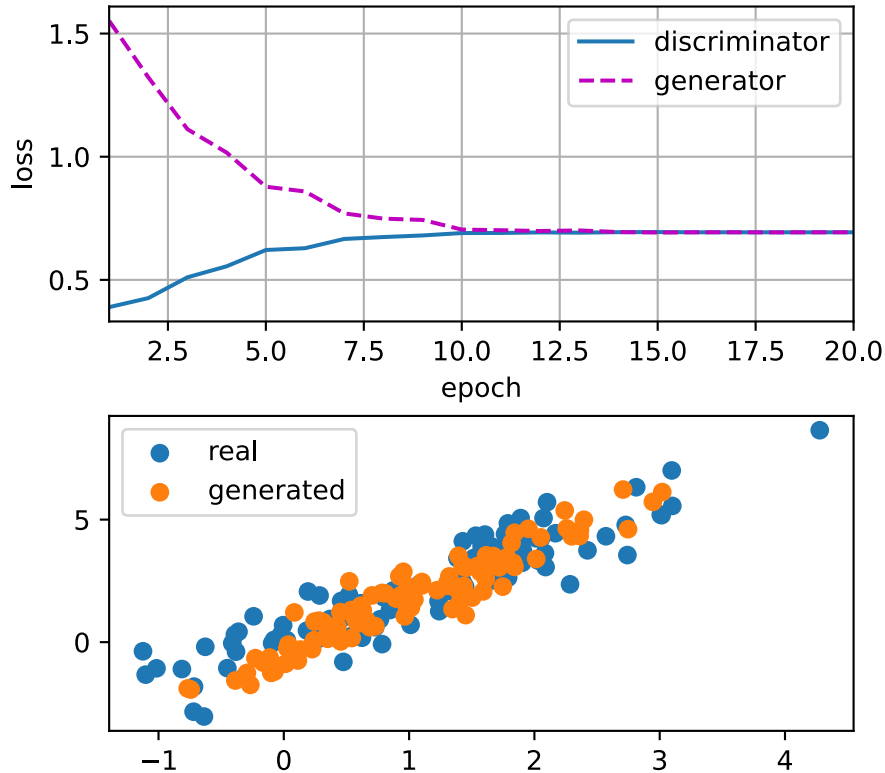 1.5
1.0
0.5
loss
discriminator
generator
2.5 5.0 7.5 10.0 12.5 15.0 17.5 20.0
epoch
real
generated
5
0
−1 0 1 2 3 4